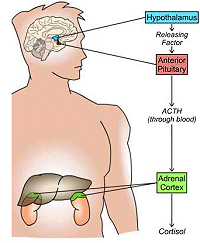 Hypothalamus
Releasing
Factor
Anterior
Pituitary
ACTH
(through blood)
Adrenal
Cortex
Cortisol